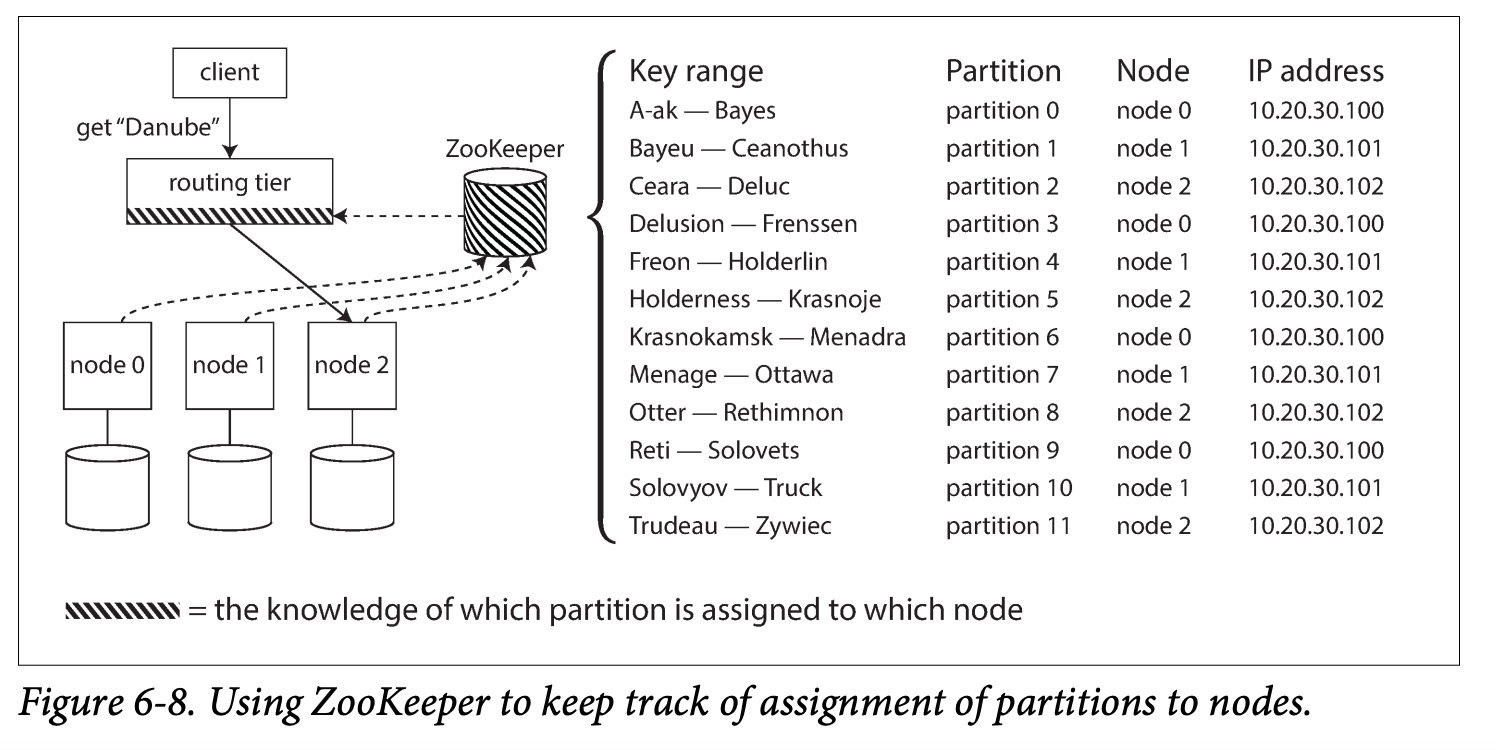 client
get “Danube”
routing tier
ZooKeeper
node 0 node 1 node 2
Key range Partition Node IP address
A-ak — Bayes partition 0 node 0 10.20.30.100
Bayeu — Ceanothus partition 1 node 1 10.20.30.101
Ceara — Deluc partition 2 node 2 10.20.30.102
Delusion — Frenssen partition 3 node 0 10.20.30.100
Freon — Holderlin partition 4 node 1 10.20.30.101
Holderness — Krasnoje partition 5 node 2 10.20.30.102
Krasnokamsk — Menadra partition 6 node 0 10.20.30.100
Menage — Ottawa partition 7 node 1 10.20.30.101
Otter — Rethimnon partition 8 node 2 10.20.30.102
Reti — Solovets partition 9 node 0 10.20.30.100
Solovyov — Truck partition 10 node 1 10.20.30.101
Trudeau — Zywiec partition 11 node 2 10.20.30.102
= the knowledge of which partition is assigned to which node
Figure 6-8. Using ZooKeeper to keep track of assignment of partitions to nodes.